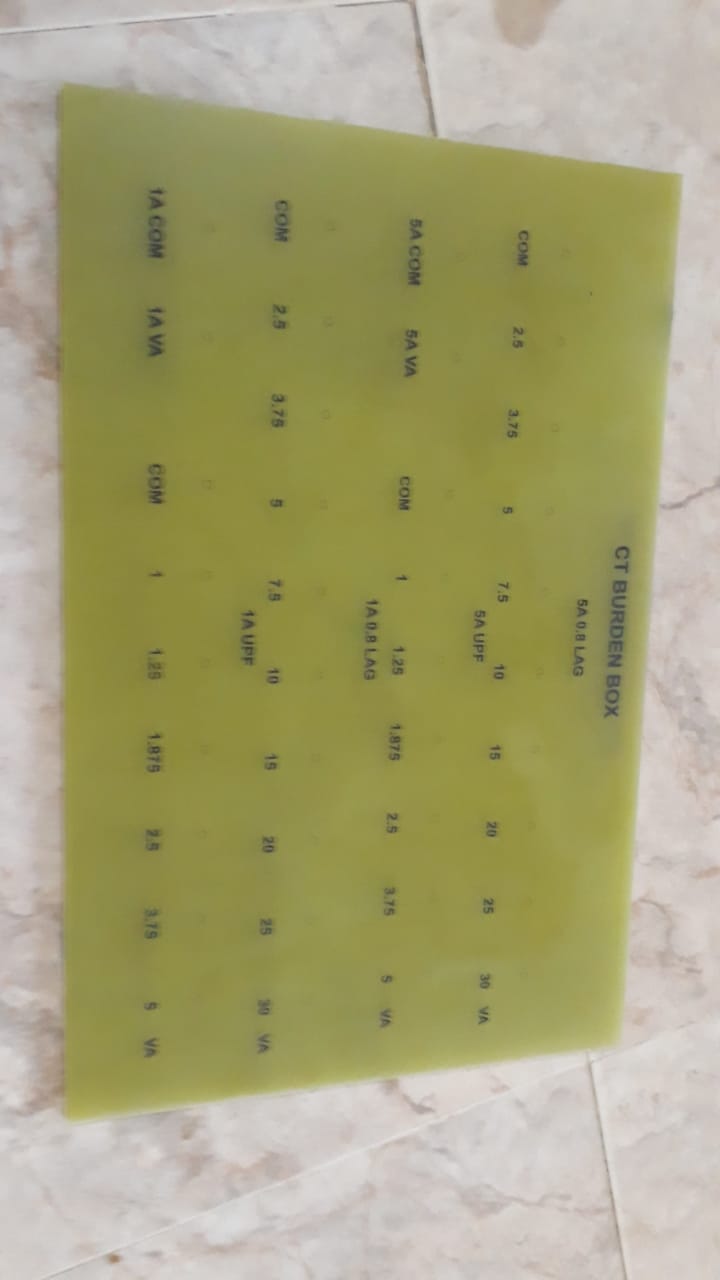 CT BURDEN BOX
5A 0.8 LAG
COM 2.5 3.75 5 7.5 10 15 20 25 30 VA
5A UPF
5A COM 5A VA COM 1 1.25 1.875 2.5 3.75 5 VA
1A 0.8 LAG
COM 2.5 3.75 5 7.5 10 15 20 25 30 VA
1A UPF
1A COM 1A VA COM 1 1.25 1.875 2.5 3.75 5 VA